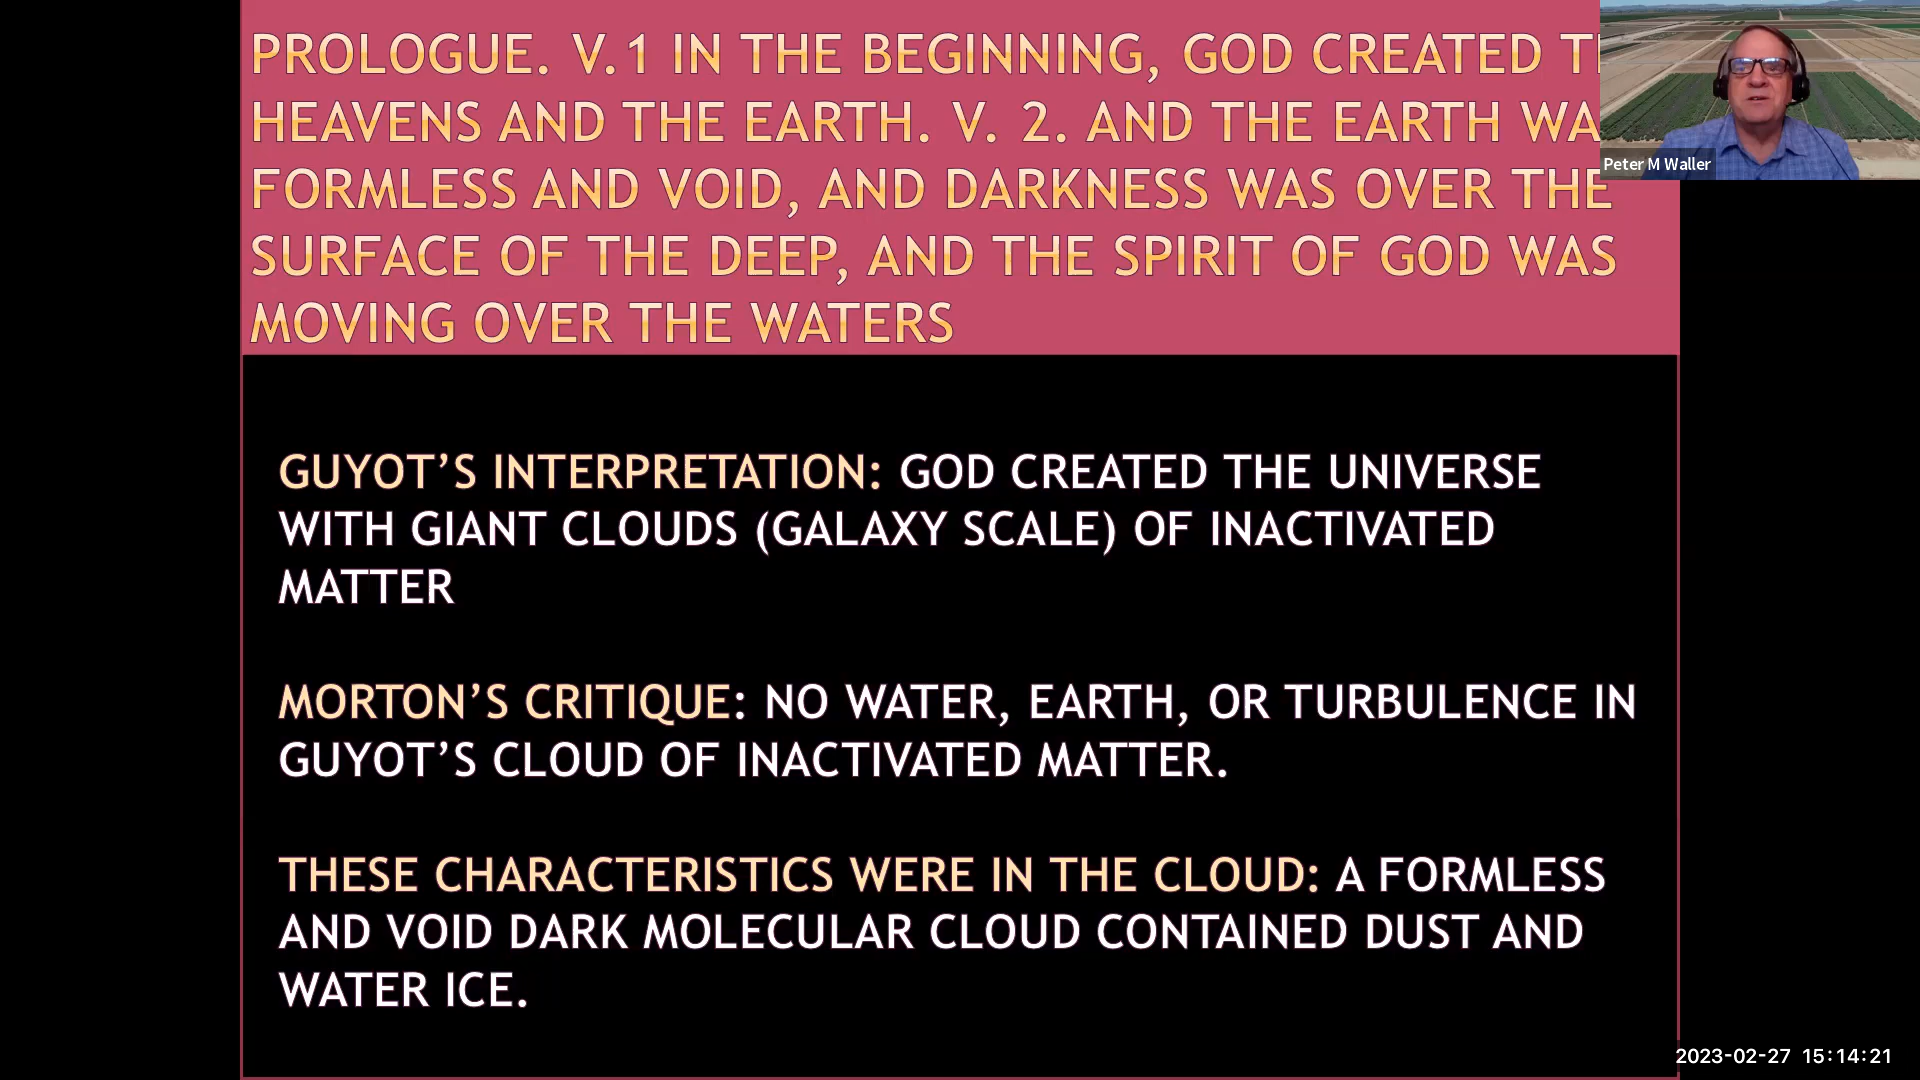 PROLOGUE. V.1 IN THE BEGINNING, GOD CREATED
HEAVENS AND THE EARTH. V. 2. AND THE EARTH
FORMLESS AND VOID, AND DARKNESS WAS OVER THE
SURFACE OF THE DEEP, AND THE SPIRIT OF GOD WAS
MOVING OVER THE WATERS
Peter M Waller
GUYOT'S INTERPRETATION: GOD CREATED THE UNIVERSE
WITH GIANT CLOUDS (GALAXY SCALE) OF INACTIVATED
MATTER
MORTON'S CRITIQUE: NO WATER, EARTH, OR TURBULENCE IN
GUYOT'S CLOUD OF INACTIVATED MATTER.
THESE CHARACTERISTICS WERE IN THE CLOUD: A FORMLESS
AND VOID DARK MOLECULAR CLOUD CONTAINED DUST AND
WATER ICE.
2023-02-27 15:14:21